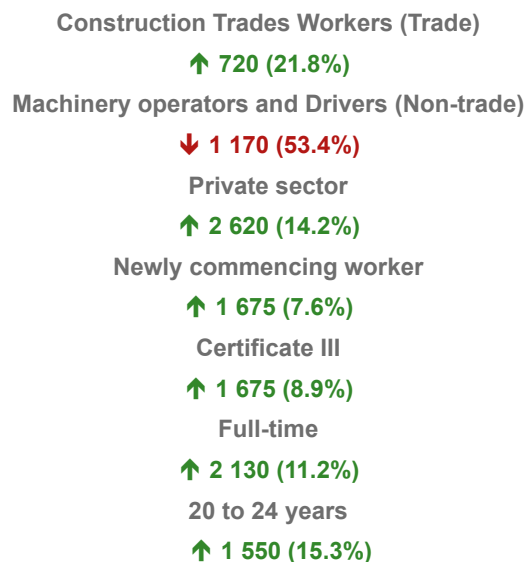 Construction Trades Workers (Trade)
↑ 720 (21.8%)
Machinery operators and Drivers (Non-trade)
↓ 1 170 (53.4%)
Private sector
↑ 2 620 (14.2%)
Newly commencing worker
↑ 1 675 (7.6%)
Certificate III
↑ 1 675 (8.9%)
Full-time
↑ 2 130 (11.2%)
20 to 24 years
↑ 1 550 (15.3%)